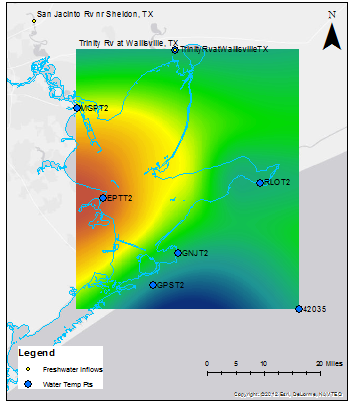 San Jacinto Rv nr Sheldon, TX
N
Trinity Rv at Wallisville, TX
TrinityRvatWallisvilleTX
MGPT2
RLOT2
EPTT2
GNJT2
GPST2
42035
Legend
Freshwater Inflows
Water Temp Pts
0 5 10 20 Miles
Copyright:©2012 Esri, DeLorme, NAVTEQ